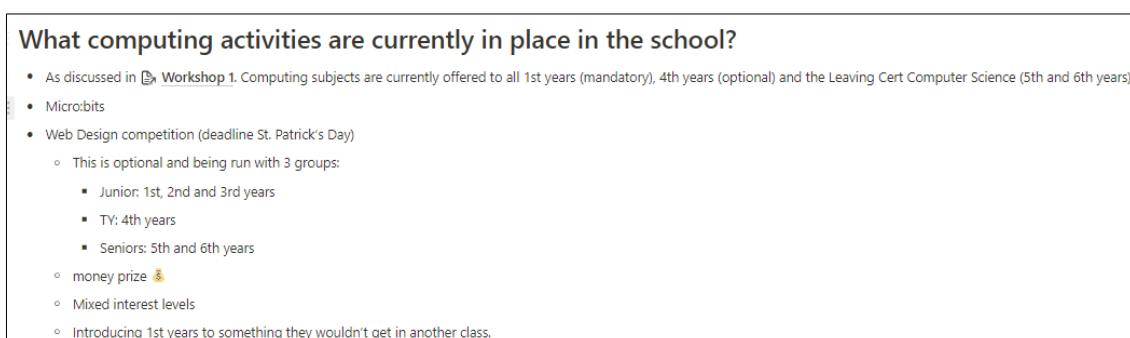 What computing activities are currently in place in the school?
• As discussed in Workshop 1. Computing subjects are currently offered to all 1st years (mandatory), 4th years (optional) and the Leaving Cert Computer Science (5th and 6th years)
• Micro:bits
• Web Design competition (deadline St. Patrick's Day)
◦ This is optional and being run with 3 groups:
▪ Junior: 1st, 2nd and 3rd years
▪ TY: 4th years
▪ Seniors: 5th and 6th years
◦ money prize 💰
◦ Mixed interest levels
◦ Introducing 1st years to something they wouldn't get in another class.